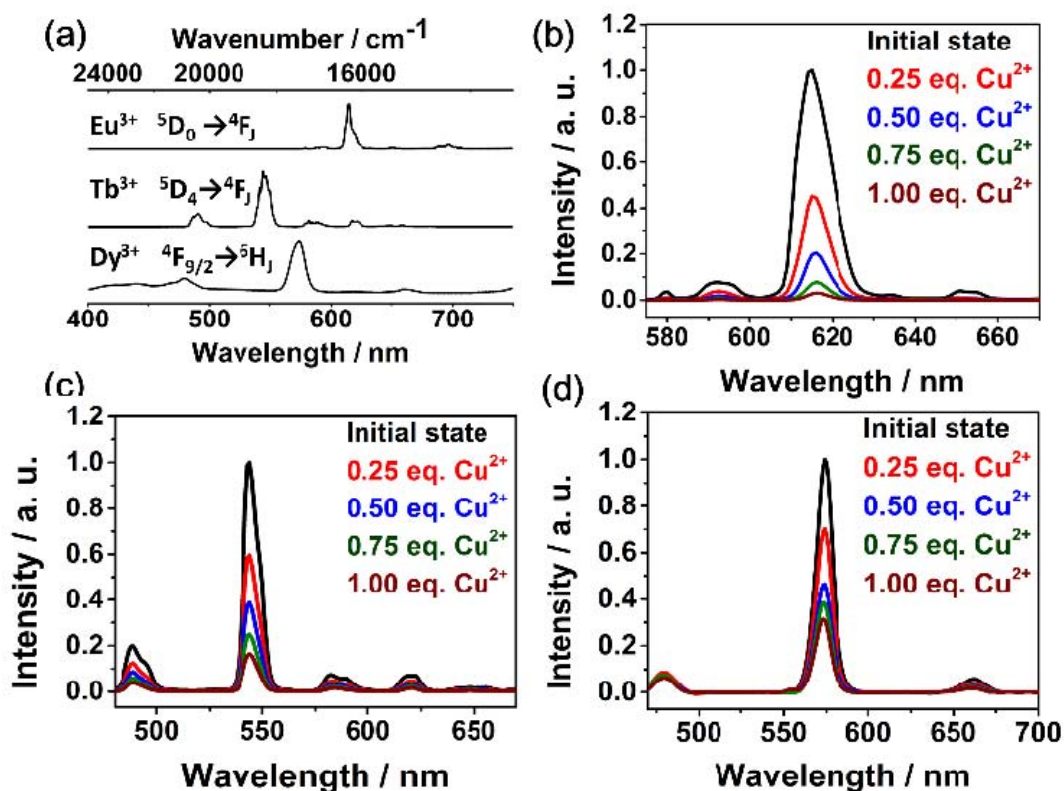 (a)
Wavenumber / cm⁻¹
24000 20000 16000
Eu³⁺ ⁵D₀ →⁴Fⱼ
Tb³⁺ ⁵D₄→⁴Fⱼ
Dy³⁺ ⁴F₉/₂→⁶Hⱼ
400 500 600 700
Wavelength / nm
(b)
Intensity / a. u.
1.2
1.0
0.8
0.6
0.4
0.2
0.0
Initial state
0.25 eq. Cu²⁺
0.50 eq. Cu²⁺
0.75 eq. Cu²⁺
1.00 eq. Cu²⁺
580 600 620 640 660
Wavelength / nm
(c)
Intensity / a. u.
1.2
1.0
0.8
0.6
0.4
0.2
0.0
Initial state
0.25 eq. Cu²⁺
0.50 eq. Cu²⁺
0.75 eq. Cu²⁺
1.00 eq. Cu²⁺
500 550 600 650
Wavelength / nm
(d)
Intensity / a. u.
1.2
1.0
0.8
0.6
0.4
0.2
0.0
Initial state
0.25 eq. Cu²⁺
0.50 eq. Cu²⁺
0.75 eq. Cu²⁺
1.00 eq. Cu²⁺
500 550 600 650 700
Wavelength / nm